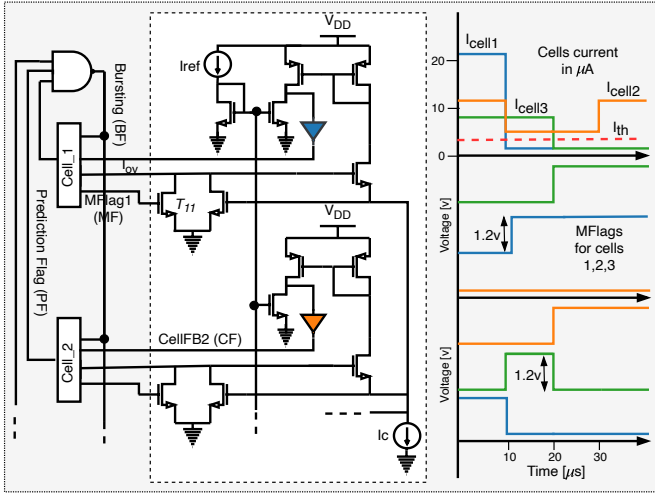 V_DD
Iref
Bursting (BF)
Cell_1
I_ov
MFlag1
(MF)
T_11
Prediction Flag (PF)
V_DD
Cell_2
CellFB2 (CF)
Ic
I_cell1
Cells current
in μA
I_cell2
I_cell3
I_th
20
10
0
Voltage [v]
1.2v
MFlags
for cells
1,2,3
Voltage [v]
1.2v
10
20
30
Time [μs]